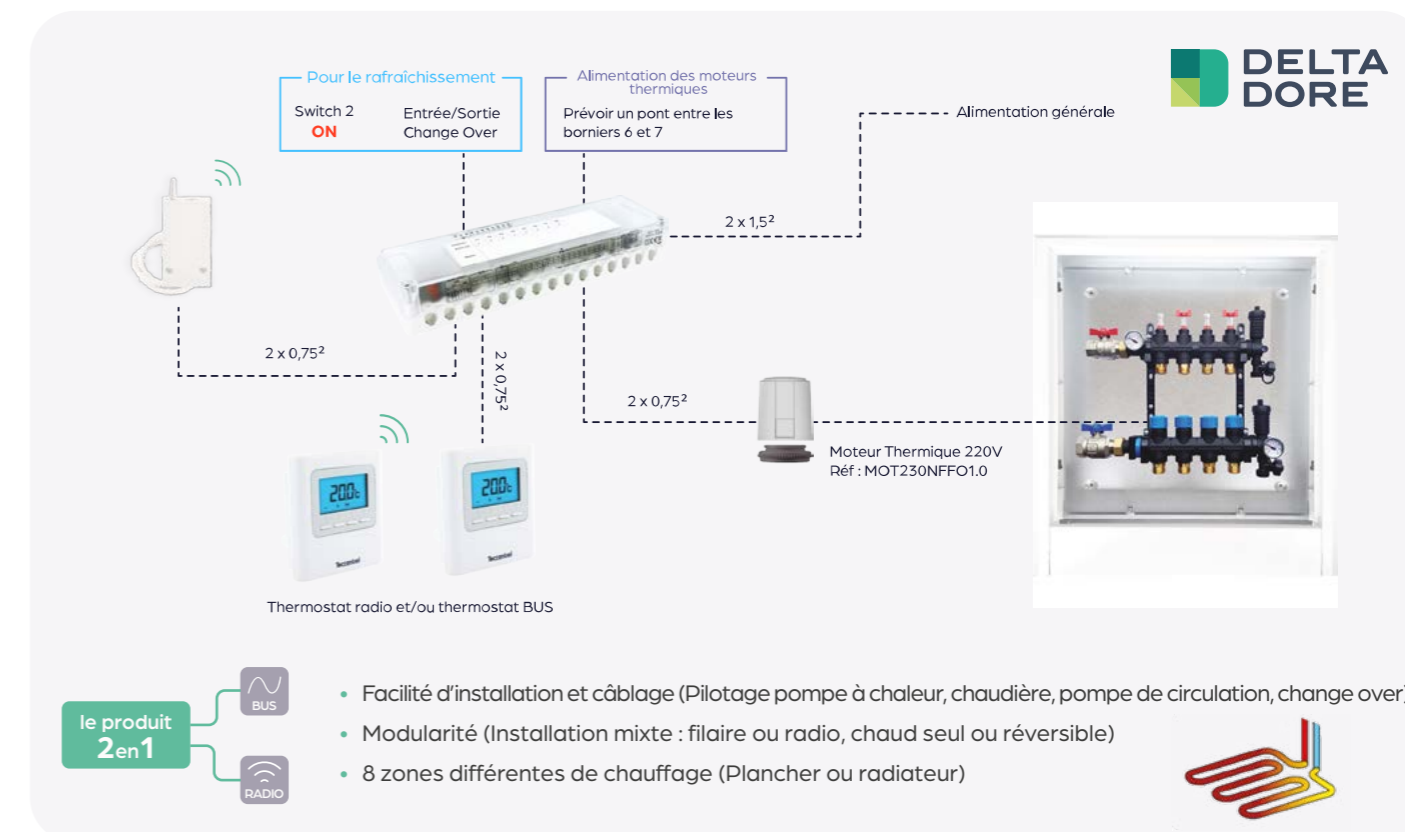 DELTA
DORE
Pour le rafraîchissement
Switch 2
ON
Entrée/Sortie
Change Over
Alimentation des moteurs
thermiques
Prévoir un pont entre les
borniers 6 et 7
Alimentation générale
2 x 1,5²
2 x 0,75²
2 x 0,75²
2 x 0,75²
Moteur Thermique 220V
Réf : MOT230NFFO1.0
20.0c
20.0c
Thermostat radio et/ou thermostat BUS
le produit
2en1
BUS
RADIO
• Facilité d'installation et câblage (Pilotage pompe à chaleur, chaudière, pompe de circulation, change over)
• Modularité (Installation mixte : filaire ou radio, chaud seul ou réversible)
• 8 zones différentes de chauffage (Plancher ou radiateur)